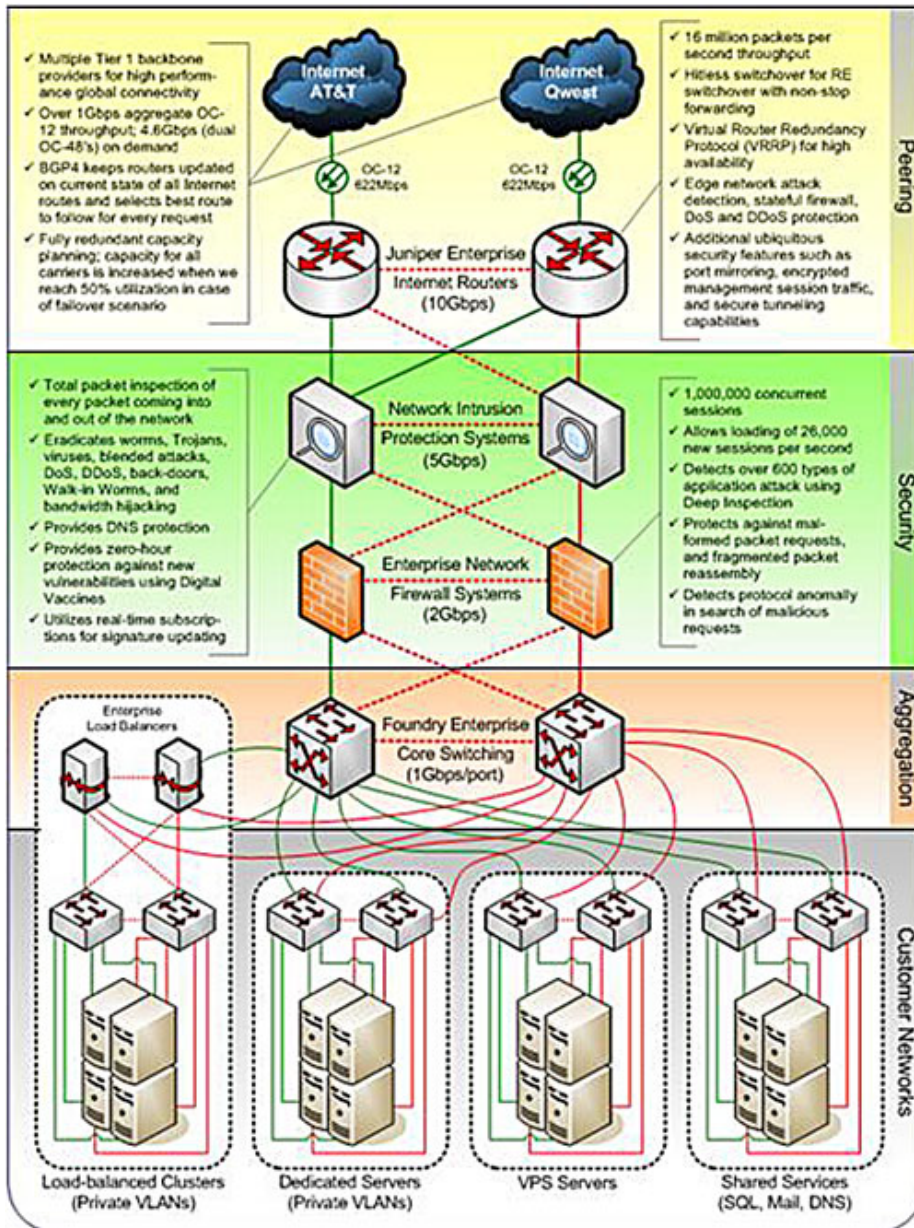 ✓ Multiple Tier 1 backbone
providers for high perform-
ance global connectivity
✓ Over 1Gbps aggregate OC-
12 throughput; 4.6Gbps (dual
OC-48's) on demand
✓ BGP4 keeps routers updated
on current state of all Internet
routes and selects best route
to follow for every request
✓ Fully redundant capacity
planning; capacity for all
carriers is increased when we
reach 50% utilization in case
of failover scenario
Internet
AT&T
Internet
Qwest
OC-12
622Mbps
OC-12
622Mbps
Juniper Enterprise
Internet Routers
(10Gbps)
✓ 16 million packets per
second throughput
✓ Hitless switchover for RE
switchover with non-stop
forwarding
✓ Virtual Router Redundancy
Protocol (VRRP) for high
availability
✓ Edge network attack
detection, stateful firewall,
DoS and DDoS protection
✓ Additional ubiquitous
security features such as
port mirroring, encrypted
management session traffic,
and secure tunneling
capabilities
Peering
✓ Total packet inspection of
every packet coming into
and out of the network
✓ Eradicates worms, Trojans,
viruses, blended attacks,
DoS, DDoS, back-doors,
Walk-in Worms, and
bandwidth hijacking
✓ Provides DNS protection
✓ Provides zero-hour
protection against new
vulnerabilities using Digital
Vaccines
✓ Utilizes real-time subscrip-
tions for signature updating
Network Intrusion
Protection Systems
(5Gbps)
Enterprise Network
Firewall Systems
(2Gbps)
✓ 1,000,000 concurrent
sessions
✓ Allows loading of 26,000
new sessions per second
✓ Detects over 600 types of
application attack using
Deep Inspection
✓ Protects against mal-
formed packet requests,
and fragmented packet
reassembly
✓ Detects protocol anomally
in search of malicious
requests
Security
Enterprise
Load Balancers
Foundry Enterprise
Core Switching
(1Gbps/port)
Aggregation
Customer Networks
Load-balanced Clusters
(Private VLANs)
Dedicated Servers
(Private VLANs)
VPS Servers
Shared Services
(SQL, Mail, DNS)